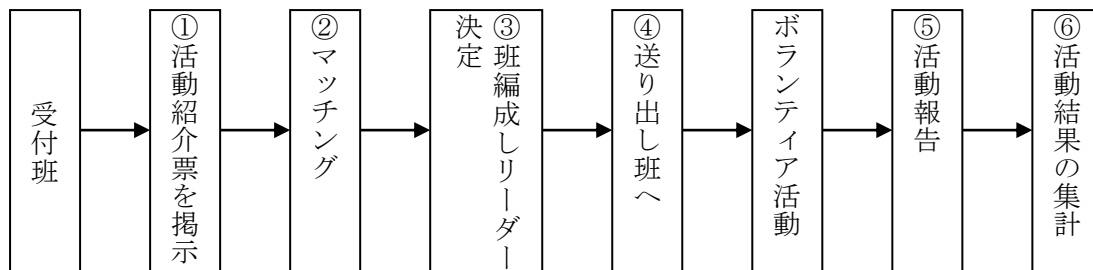 受付班
①活動紹介票を掲示
②マッチング
③班編成しリーダー
決定
④送り出し班へ
ボランティア活動
⑤活動報告
⑥活動結果の集計